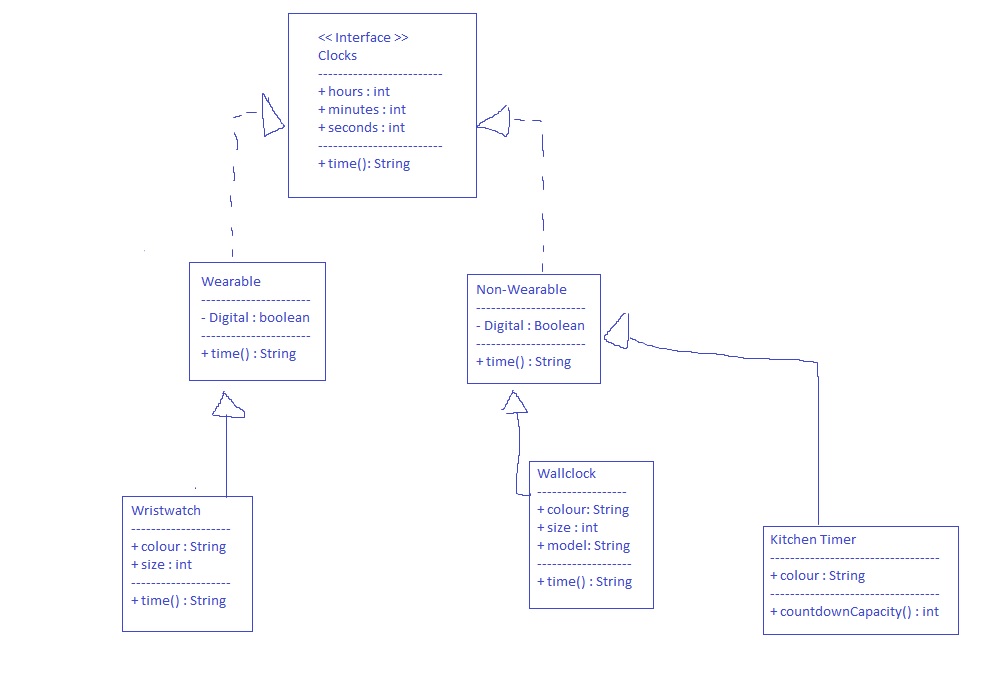 << Interface >>
Clocks
-------------------------
+ hours : int
+ minutes : int
+ seconds : int
-------------------------
+ time(): String
Wearable
----------------------
- Digital : boolean
----------------------
+ time() : String
Non-Wearable
----------------------
- Digital : Boolean
----------------------
+ time() : String
Wristwatch
--------------------
+ colour : String
+ size : int
--------------------
+ time() : String
Wallclock
------------------
+ colour: String
+ size : int
+ model: String
-------------------
+ time() : String
Kitchen Timer
----------------------------------
+ colour : String
----------------------------------
+ countdownCapacity() : int